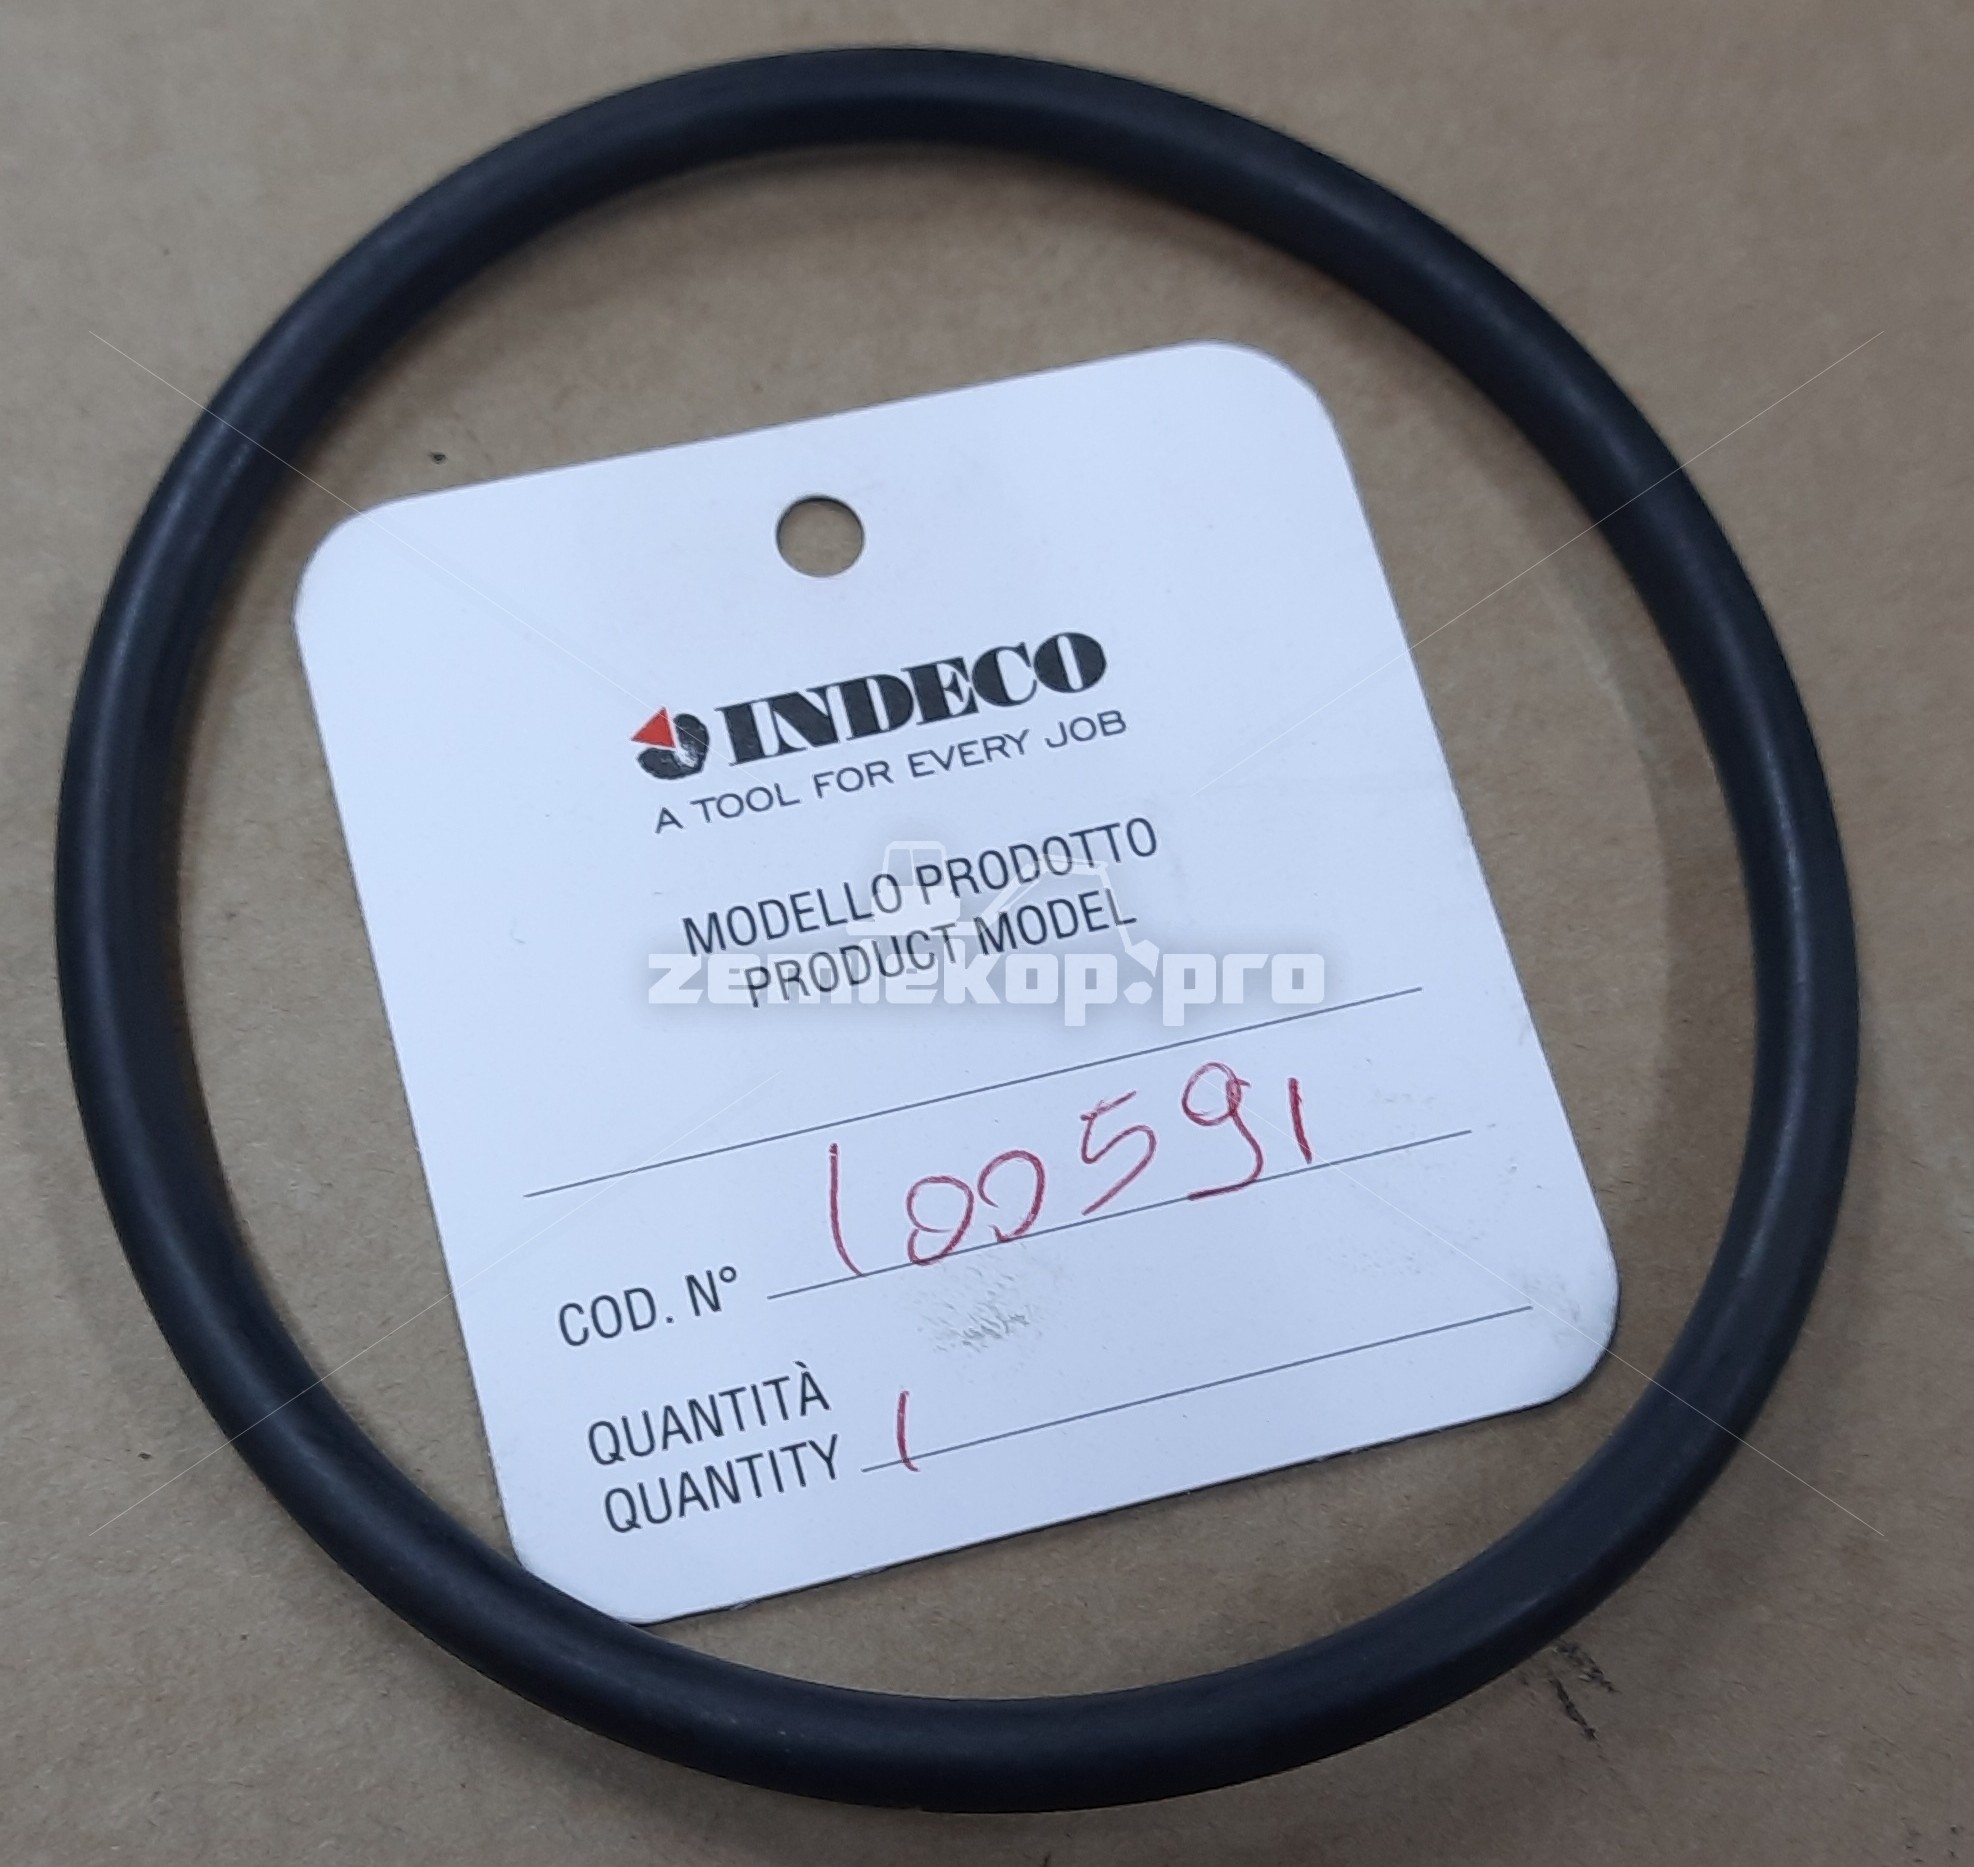 INDECO
A TOOL FOR EVERY JOB
MODELLO PRODOTTO
PRODUCT MODEL
zemlekop.pro
COD. N° 100591
QUANTITÀ
QUANTITY 1